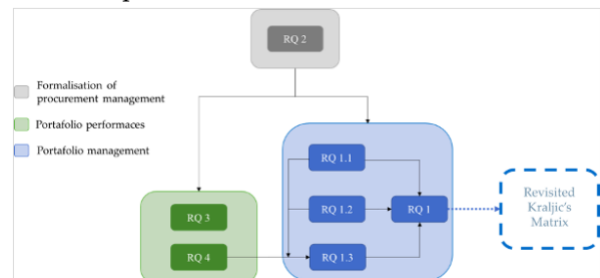 RQ 2
Formalisation of
procurement management
Portafolio performaces
Portafolio management
RQ 1.1
RQ 1.2
RQ 1
RQ 1.3
RQ 3
RQ 4
Revisited
Kraljic's
Matrix